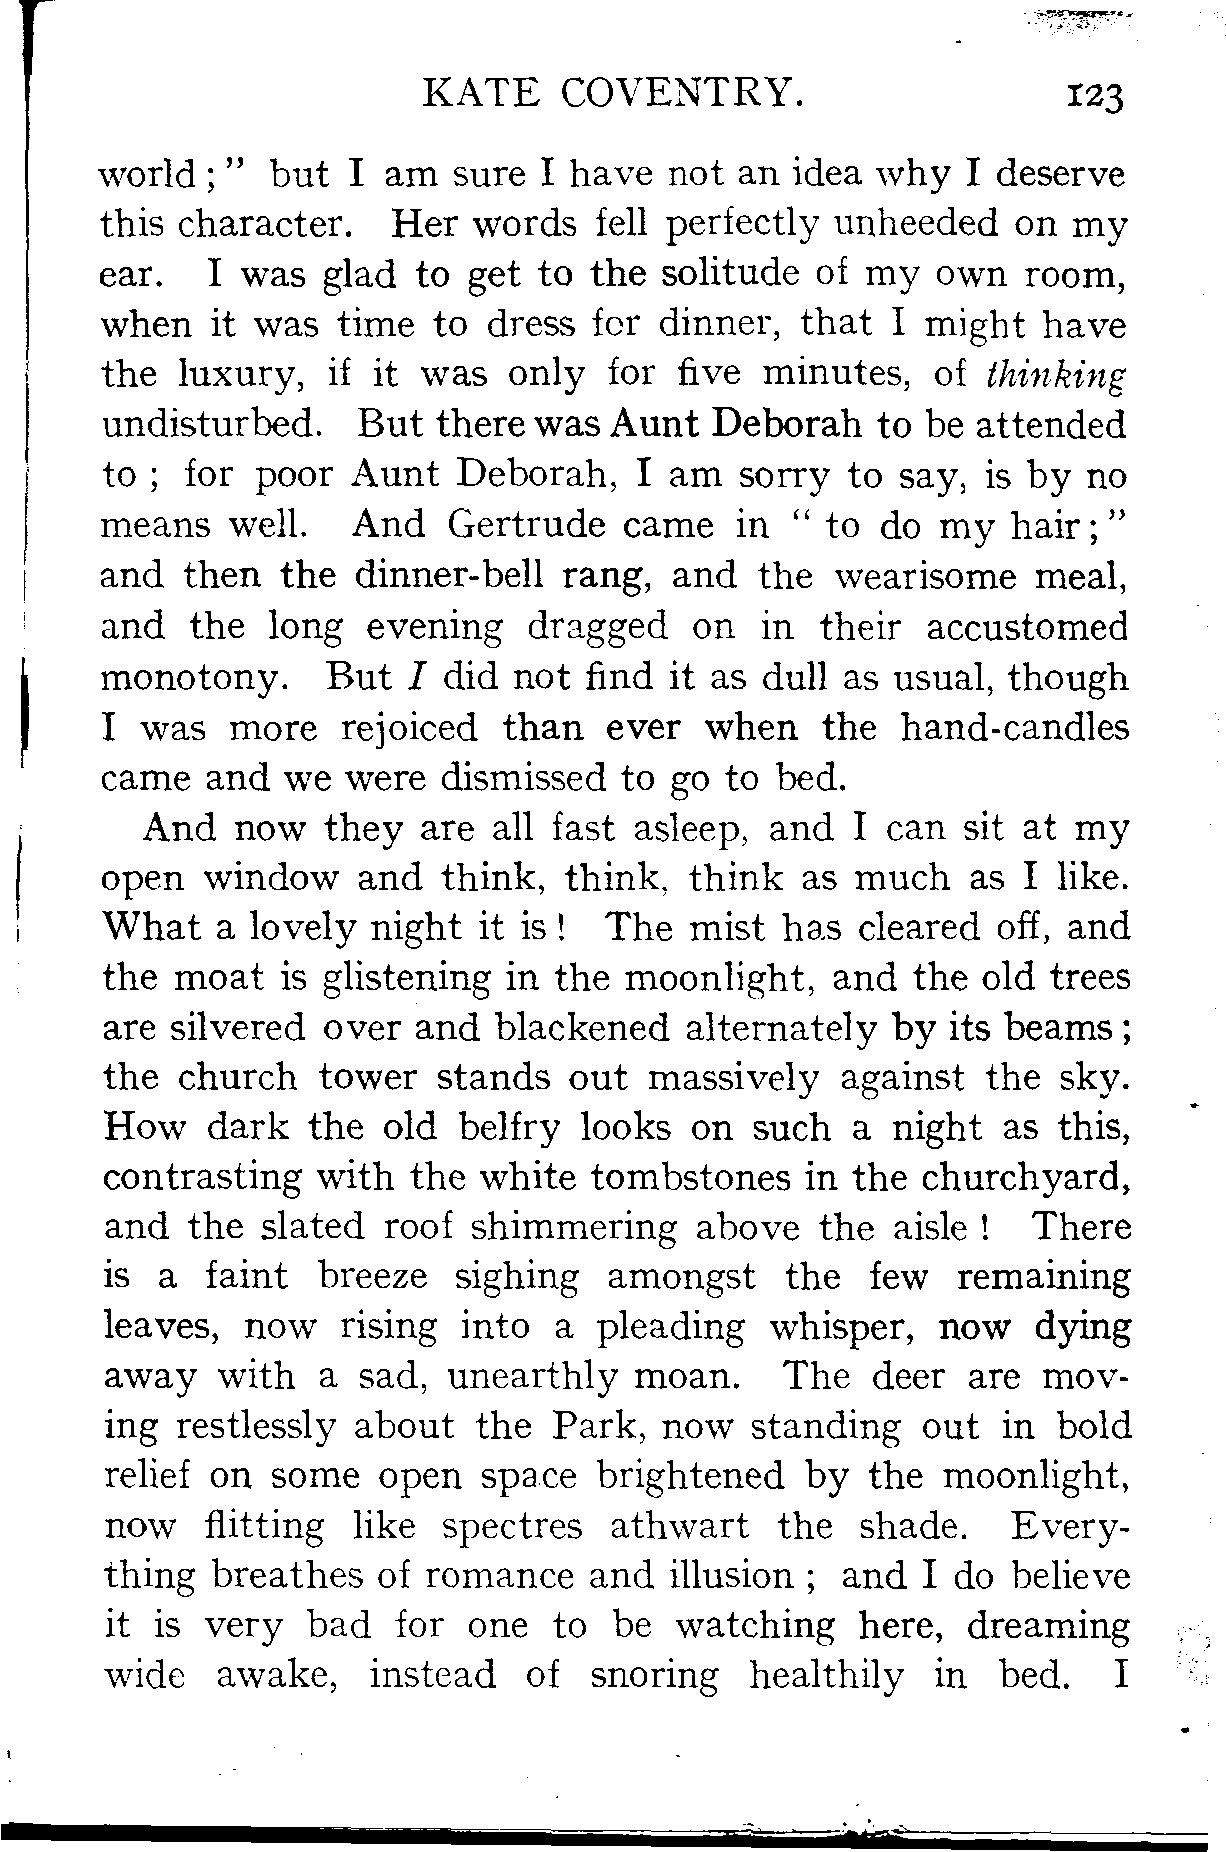 KATE COVENTRY. 123
world ; ” but I am sure I have not an idea why I deserve
this character. Her words fell perfectly unheeded on my
ear. I was glad to get to the solitude of my own room,
when it was time to dress for dinner, that I might have
the luxury, if it was only for five minutes, of thinking
undisturbed. But there was Aunt Deborah to be attended
to ; for poor Aunt Deborah, I am sorry to say, is by no
means well. And Gertrude came in “ to do my hair ; ”
and then the dinner-bell rang, and the wearisome meal,
and the long evening dragged on in their accustomed
monotony. But I did not find it as dull as usual, though
I was more rejoiced than ever when the hand-candles
came and we were dismissed to go to bed.
And now they are all fast asleep, and I can sit at my
open window and think, think, think as much as I like.
What a lovely night it is ! The mist has cleared off, and
the moat is glistening in the moonlight, and the old trees
are silvered over and blackened alternately by its beams ;
the church tower stands out massively against the sky.
How dark the old belfry looks on such a night as this,
contrasting with the white tombstones in the churchyard,
and the slated roof shimmering above the aisle ! There
is a faint breeze sighing amongst the few remaining
leaves, now rising into a pleading whisper, now dying
away with a sad, unearthly moan. The deer are mov-
ing restlessly about the Park, now standing out in bold
relief on some open space brightened by the moonlight,
now flitting like spectres athwart the shade. Every-
thing breathes of romance and illusion ; and I do believe
it is very bad for one to be watching here, dreaming
wide awake, instead of snoring healthily in bed. I